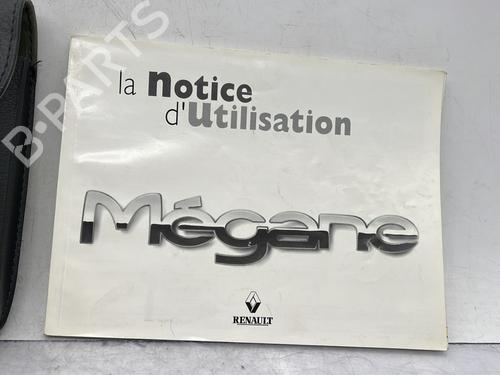 B-PARTS
la notice
d'utilisation
Mégane
RENAULT